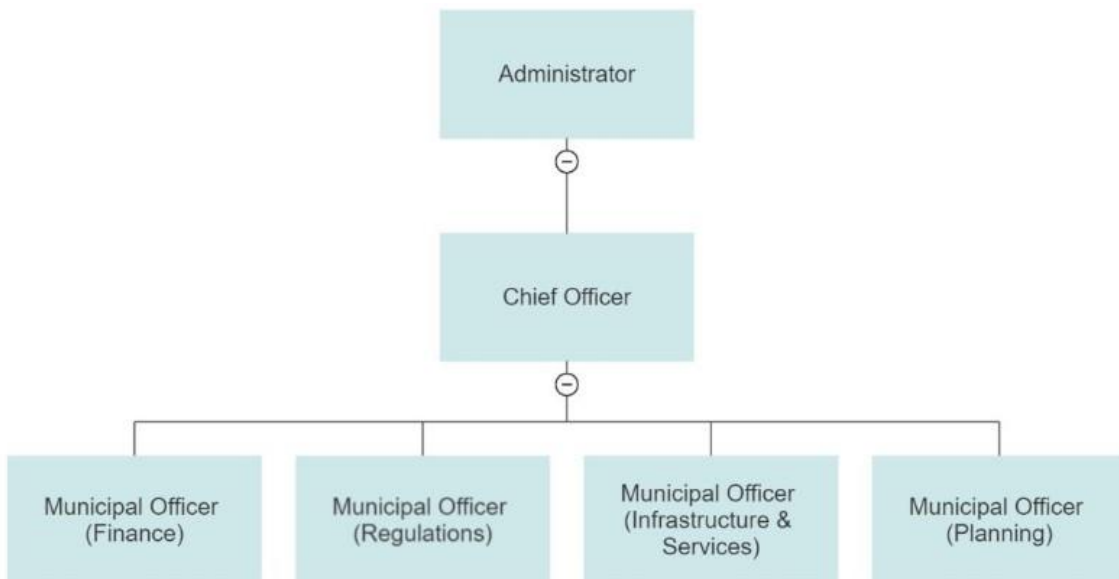 Administrator
Chief Officer
Municipal Officer
(Finance)
Municipal Officer
(Regulations)
Municipal Officer
(Infrastructure &
Services)
Municipal Officer
(Planning)